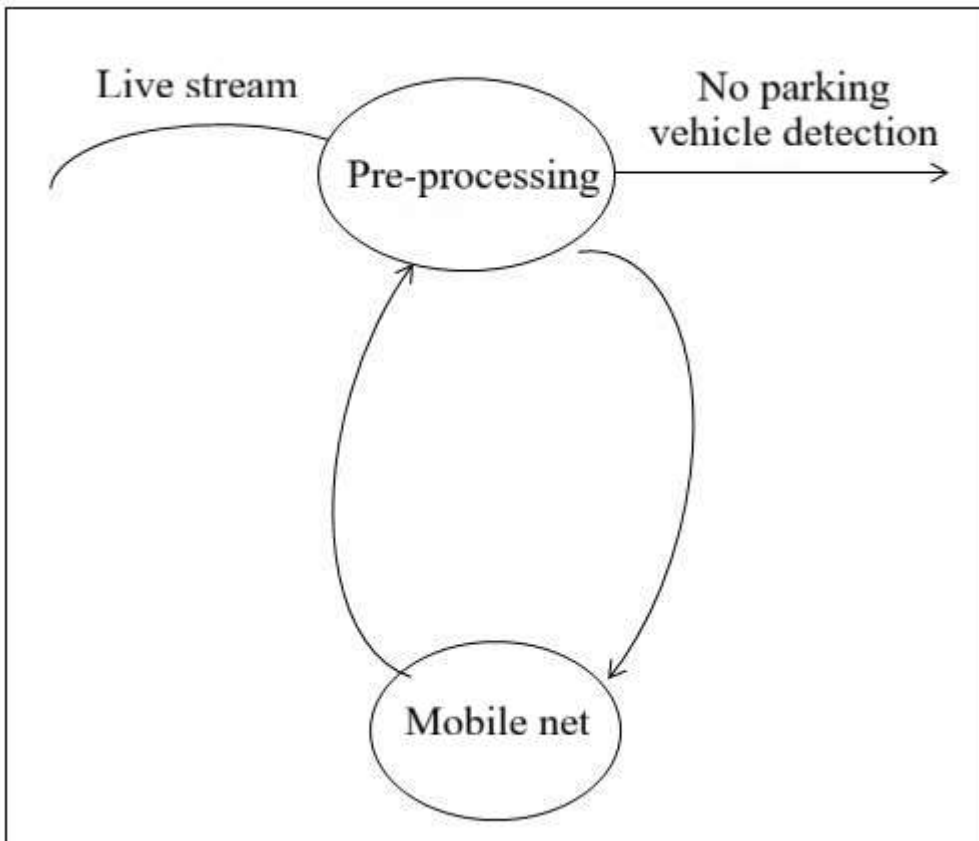 Live stream
No parking
vehicle detection
Pre-processing
Mobile net